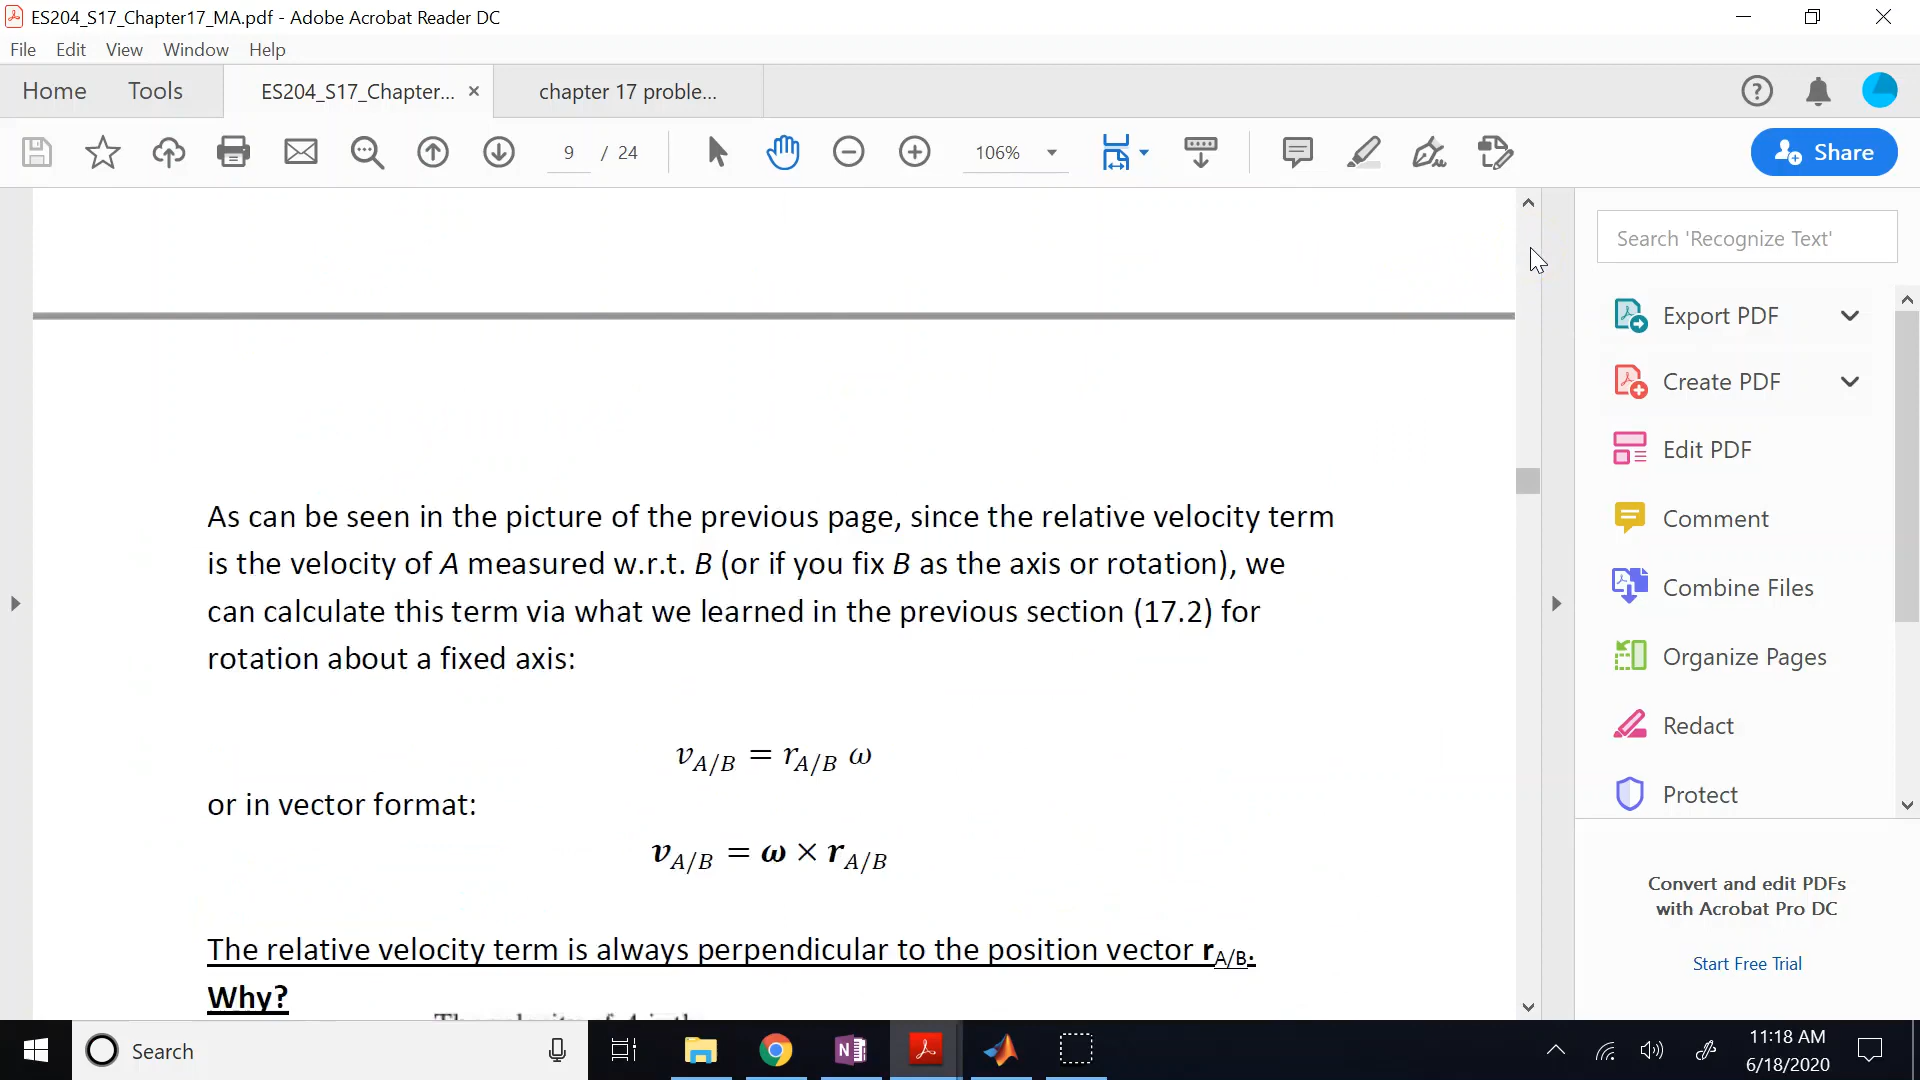 ES204_S17_Chapter17_MA.pdf - Adobe Acrobat Reader DC
File Edit View Window Help
Home Tools ES204_S17_Chapter... × chapter 17 proble...
9 / 24 106% Share
Search 'Recognize Text'
Export PDF
Create PDF
Edit PDF
Comment
Combine Files
Organize Pages
Redact
Protect
Convert and edit PDFs
with Acrobat Pro DC
Start Free Trial
As can be seen in the picture of the previous page, since the relative velocity term
is the velocity of A measured w.r.t. B (or if you fix B as the axis or rotation), we
can calculate this term via what we learned in the previous section (17.2) for
rotation about a fixed axis:
v_{A/B} = r_{A/B} ω
or in vector format:
v_{A/B} = ω × r_{A/B}
The relative velocity term is always perpendicular to the position vector r_{A/B}.
Why?
Search
11:18 AM
6/18/2020